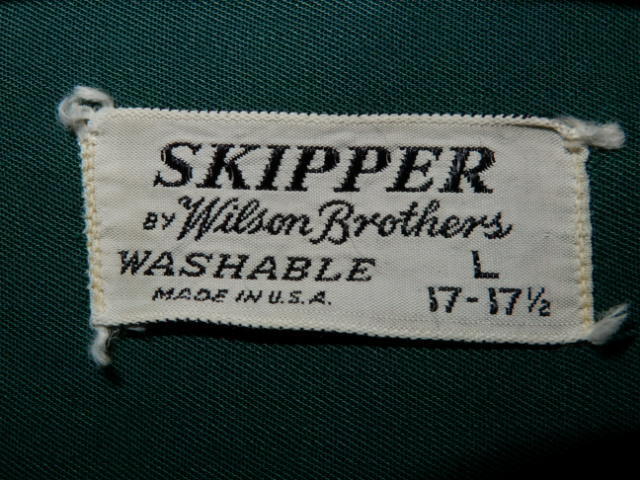 SKIPPER
BY Wilson Brothers
WASHABLE L
MADE IN U.S.A. 17-17½